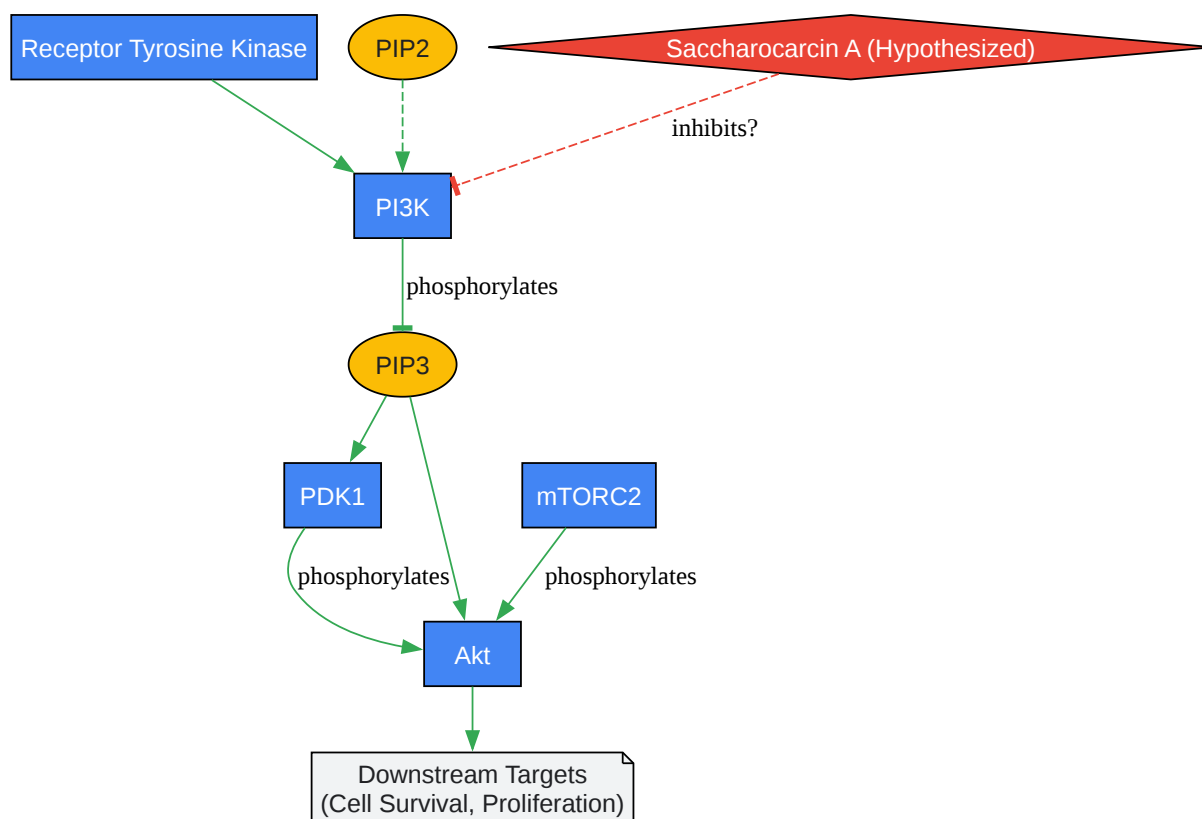 Receptor Tyrosine Kinase
PIP2
Saccharocarcin A (Hypothesized)
inhibits?
PI3K
phosphorylates
PIP3
PDK1
mTORC2
phosphorylates
phosphorylates
Akt
Downstream Targets
(Cell Survival, Proliferation)